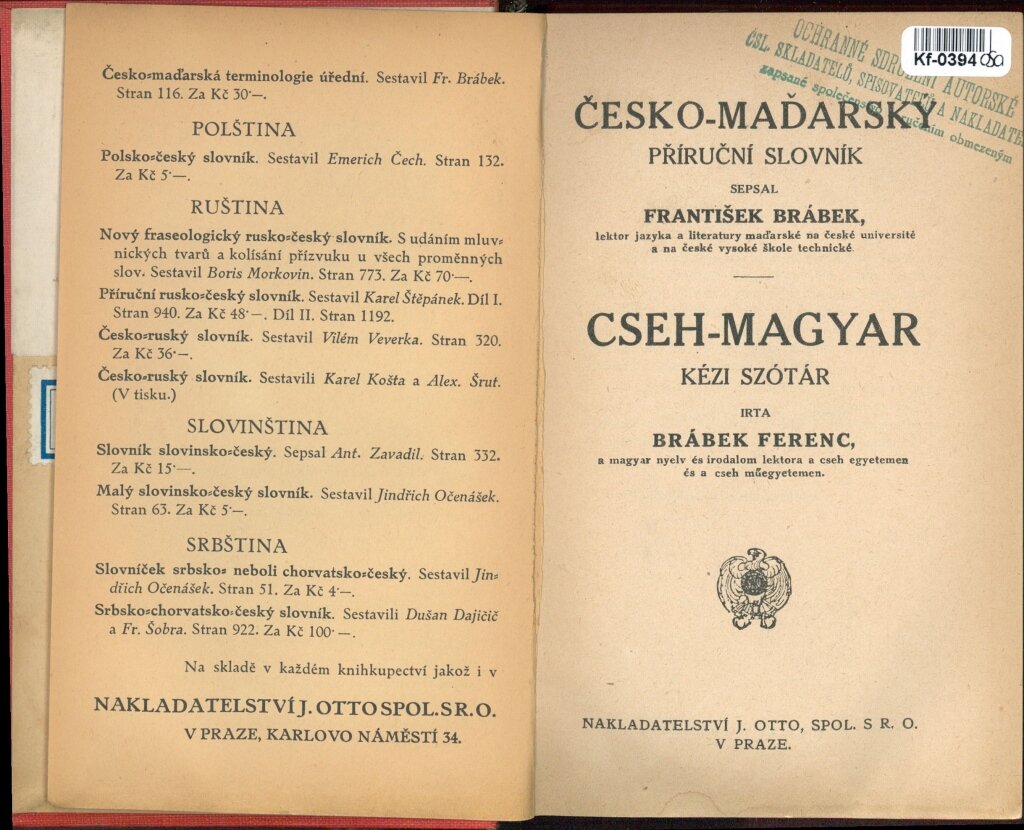 Česko-maďarská terminologie úřední. Sestavil Fr. Brábek.
Stran 116. Za Kč 30·—.
POLŠTINA
Polsko-český slovník. Sestavil Emerich Čech. Stran 132.
Za Kč 5·—.
RUŠTINA
Nový fraseologický rusko-český slovník. S udáním mluv-
nických tvarů a kolísání přízvuku u všech proměnných
slov. Sestavil Boris Morkovin. Stran 773. Za Kč 70·—.
Příruční rusko-český slovník. Sestavil Karel Štěpánek. Díl I.
Stran 940. Za Kč 48·—. Díl II. Stran 1192.
Česko-ruský slovník. Sestavil Vilém Veverka. Stran 320.
Za Kč 36·—.
Česko-ruský slovník. Sestavili Karel Košta a Alex. Šrut.
(V tisku.)
SLOVINŠTINA
Slovník slovinsko-český. Sepsal Ant. Zavadil. Stran 332.
Za Kč 15·—.
Malý slovinsko-český slovník. Sestavil Jindřich Očenášek.
Stran 63. Za Kč 5·—.
SRBŠTINA
Slovníček srbsko- neboli chorvatsko-český. Sestavil Jin-
dřich Očenášek. Stran 51. Za Kč 4·—.
Srbsko-chorvatsko-český slovník. Sestavili Dušan Dajičič
a Fr. Šobra. Stran 922. Za Kč 100·—.
Na skladě v každém knihkupectví jakož i v
NAKLADATELSTVÍ J. OTTO SPOL. S R. O.
V PRAZE, KARLOVO NÁMĚSTÍ 34.
Kf-0394
OCHRANNÉ SDRUŽENÍ AUTORSKÉ
ČSL. SKLADATELŮ, SPISOVATELŮ A NAKLADATE
zapsané společenství ručením obmezeným
ČESKO-MAĎARSKÝ
PŘÍRUČNÍ SLOVNÍK
SEPSAL
FRANTIŠEK BRÁBEK,
lektor jazyka a literatury maďarské na české universitě
a na české vysoké škole technické.
CSEH-MAGYAR
KÉZI SZÓTÁR
IRTA
BRÁBEK FERENC,
a magyar nyelv és irodalom lektora a cseh egyetemen
és a cseh műegyetemen.
NAKLADATELSTVÍ J. OTTO, SPOL. S R. O.
V PRAZE.